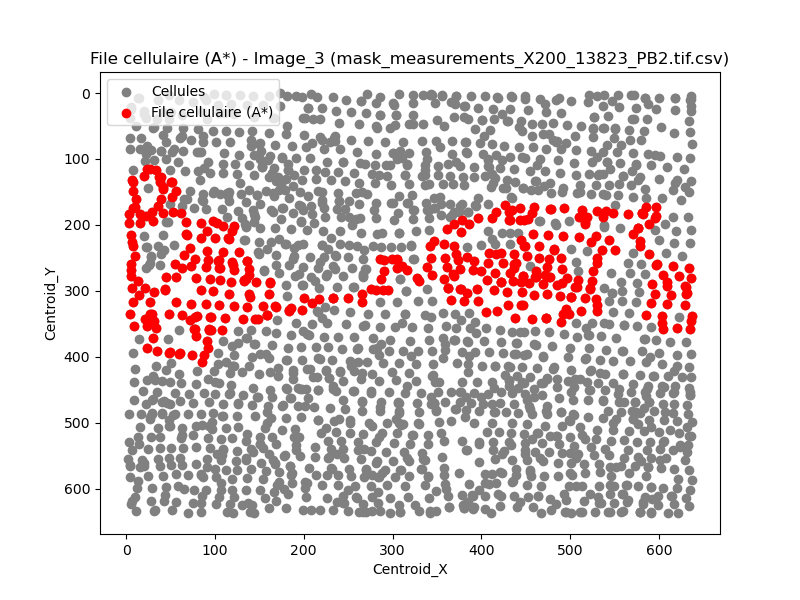 File cellulaire (A*) - Image_3 (mask_measurements_X200_13823_PB2.tif.csv)
Cellules
File cellulaire (A*)
0
100
200
300
400
500
600
Centroid_Y
0
100
200
300
400
500
600
Centroid_X